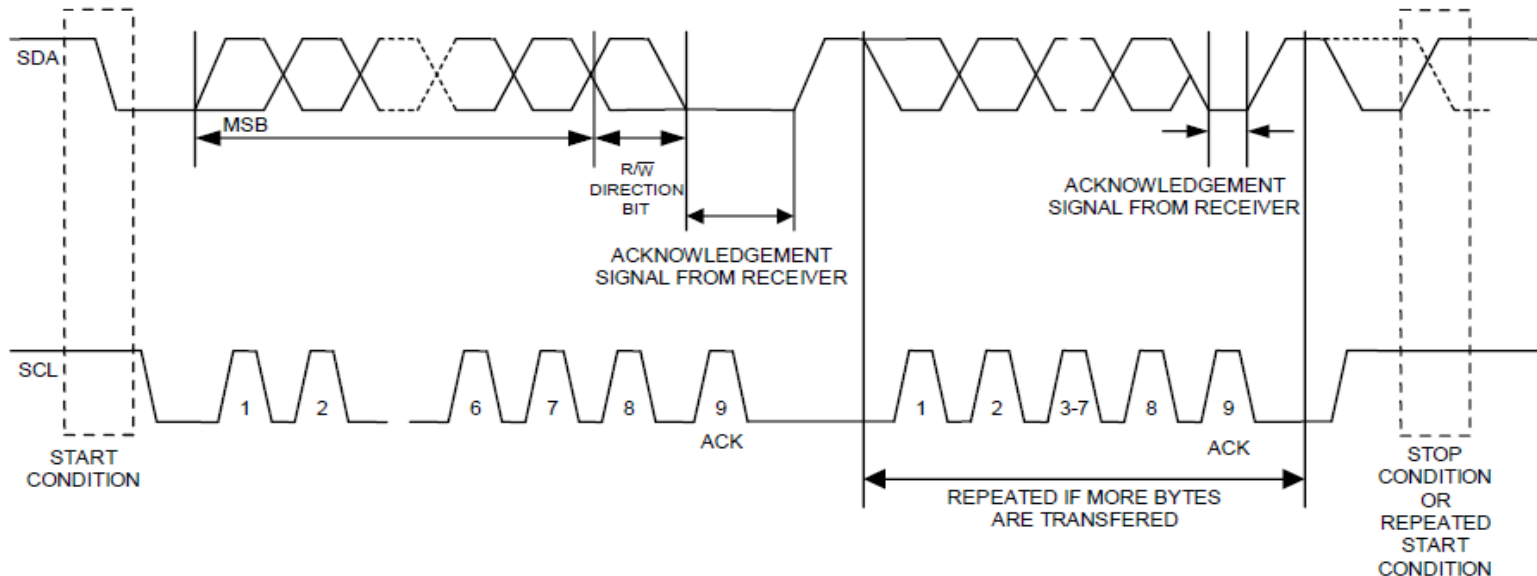 SDA
MSB
R/W̅
DIRECTION
BIT
ACKNOWLEDGEMENT
SIGNAL FROM RECEIVER
ACKNOWLEDGEMENT
SIGNAL FROM RECEIVER
SCL
1 2 6 7 8 9 1 2 3-7 8 9
ACK ACK
START
CONDITION
REPEATED IF MORE BYTES
ARE TRANSFERED
STOP
CONDITION
OR
REPEATED
START
CONDITION